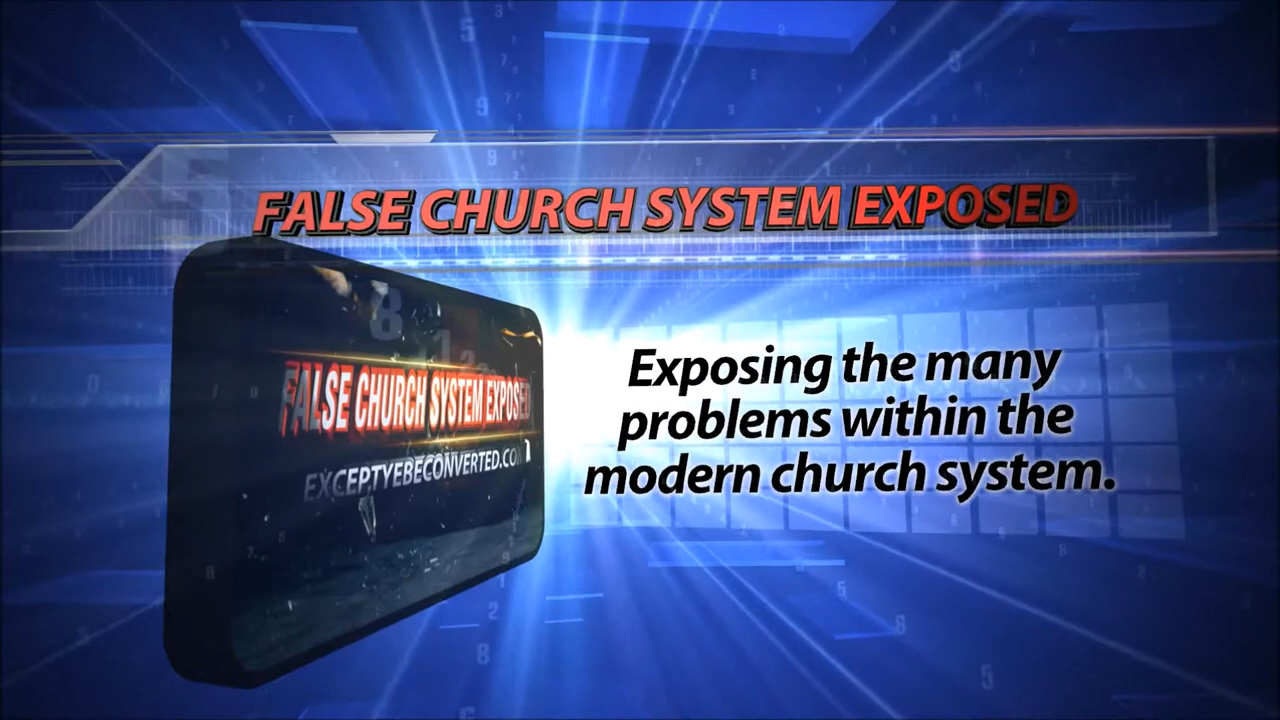 FALSE CHURCH SYSTEM EXPOSED
FALSE CHURCH SYSTEM EXPOSED
EXCEPTYEBECONVERTED.COM
Exposing the many
problems within the
modern church system.